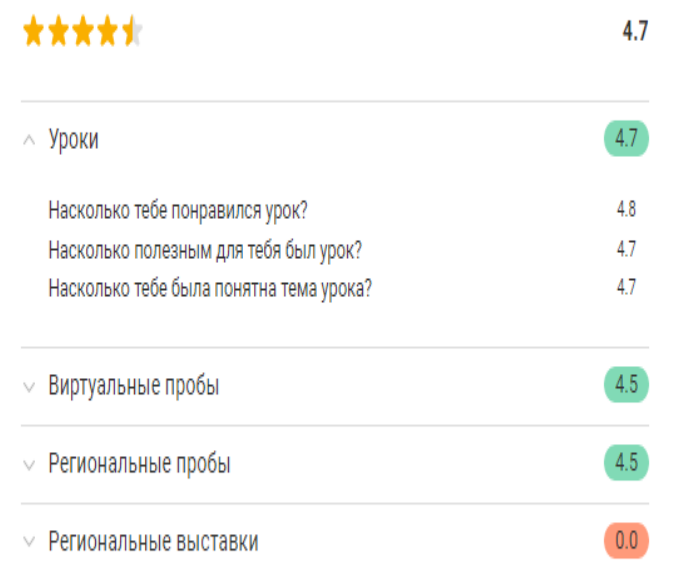 4.7
Уроки 4.7
Насколько тебе понравился урок? 4.8
Насколько полезным для тебя был урок? 4.7
Насколько тебе была понятна тема урока? 4.7
Виртуальные пробы 4.5
Региональные пробы 4.5
Региональные выставки 0.0